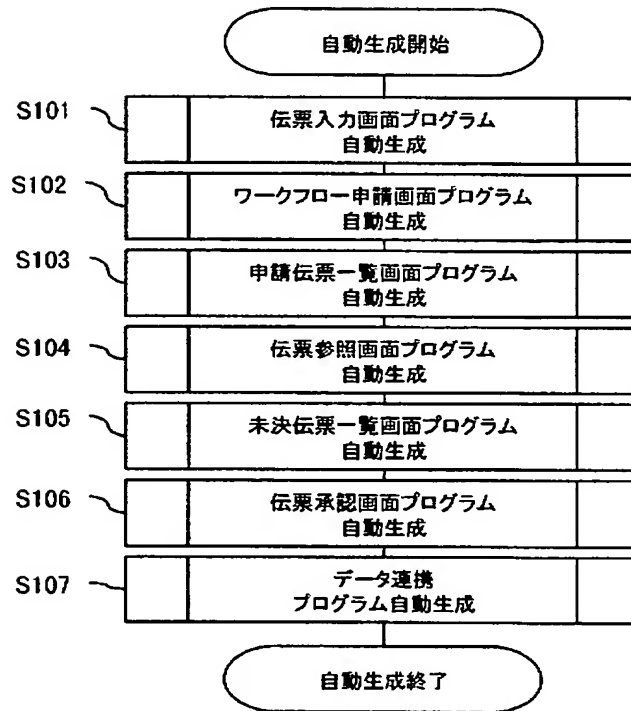 自動生成開始
S101
伝票入力画面プログラム
自動生成
S102
ワークフロー申請画面プログラム
自動生成
S103
申請伝票一覧画面プログラム
自動生成
S104
伝票参照画面プログラム
自動生成
S105
未決伝票一覧画面プログラム
自動生成
S106
伝票承認画面プログラム
自動生成
S107
データ連携
プログラム自動生成
自動生成終了